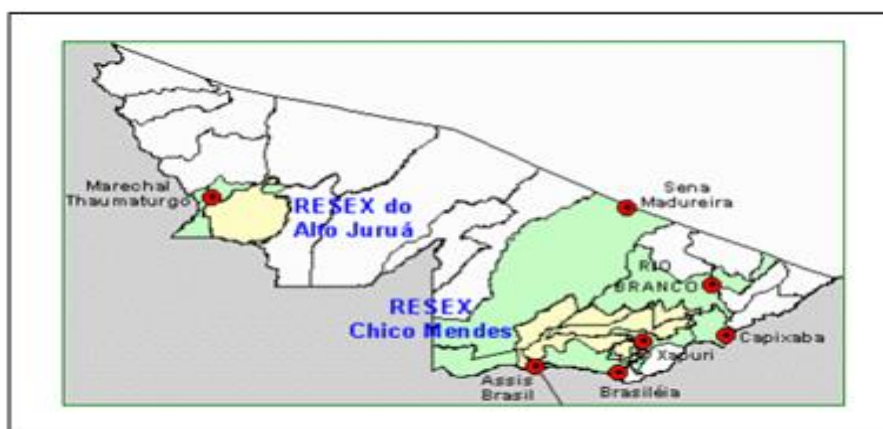 Marechal
Thaumaturgo
RESEX do
Alto Juruá
Sena
Madureira
RIO
BRANCO
RESEX
Chico Mendes
Capixaba
Xapuri
Assis
Brasil
Brasiléia